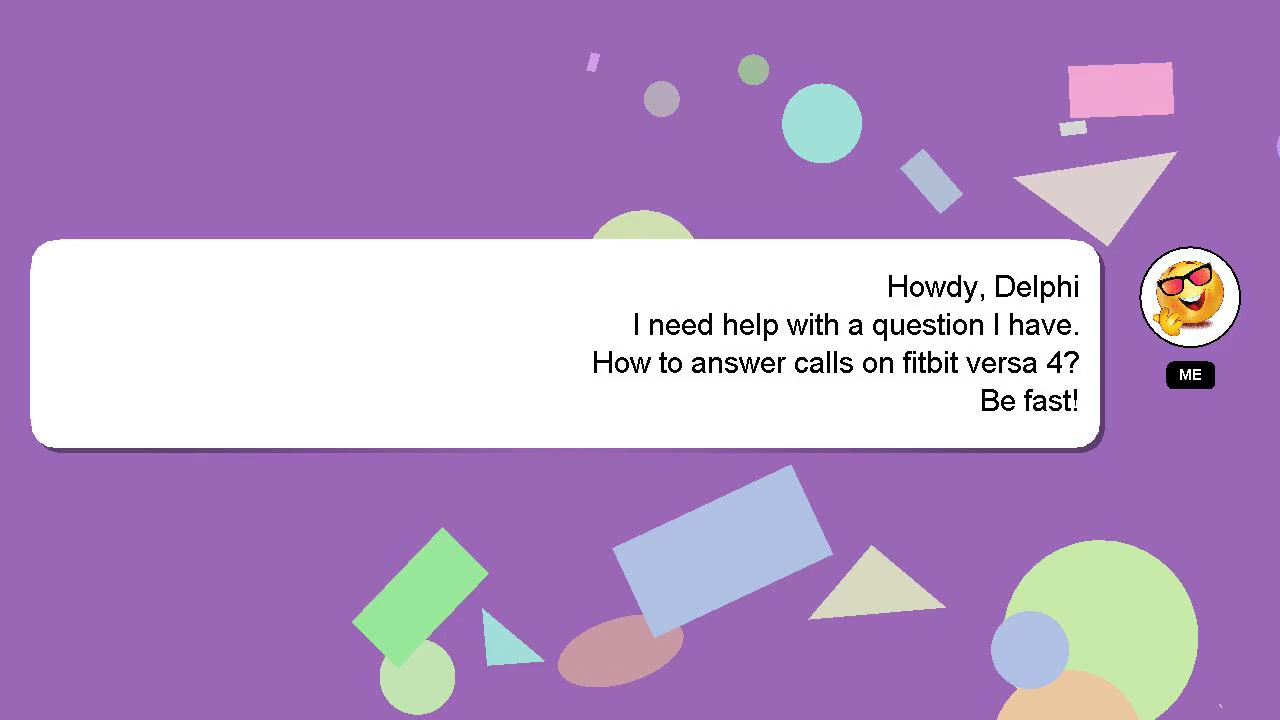 Howdy, Delphi
I need help with a question I have.
How to answer calls on fitbit versa 4?
Be fast!
ME